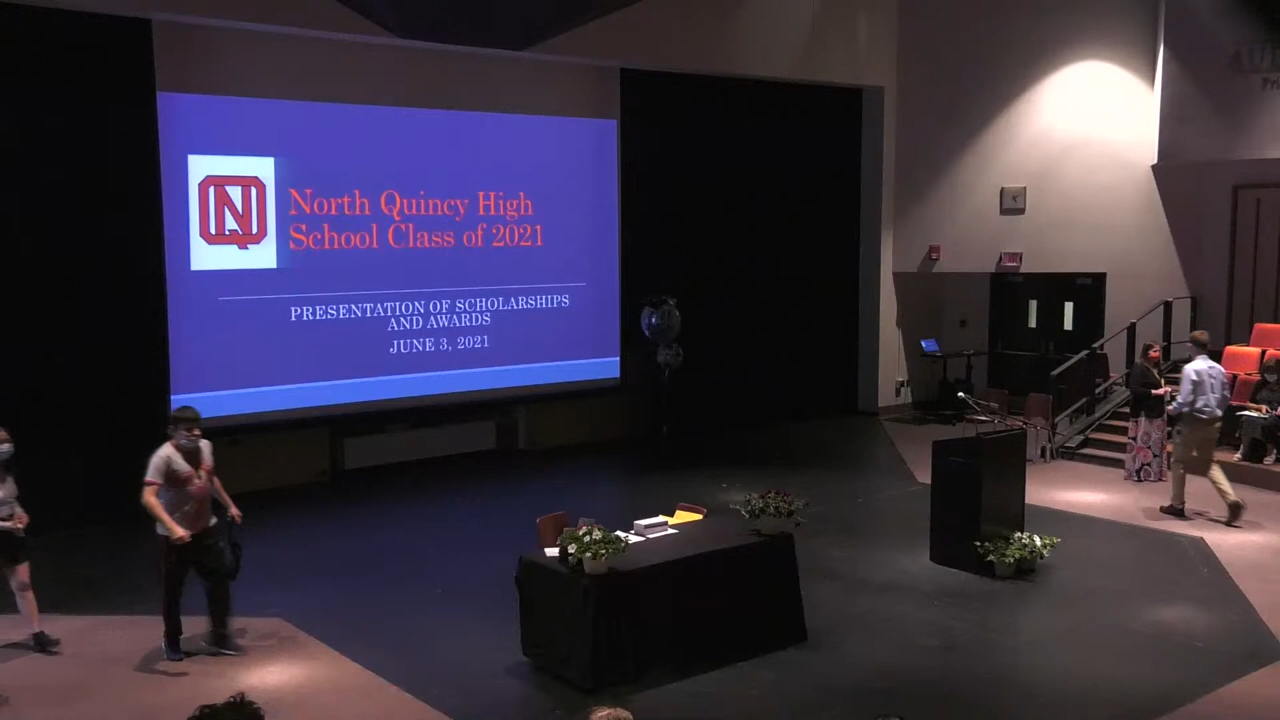 NQ
North Quincy High
School Class of 2021
PRESENTATION OF SCHOLARSHIPS
AND AWARDS
JUNE 3, 2021